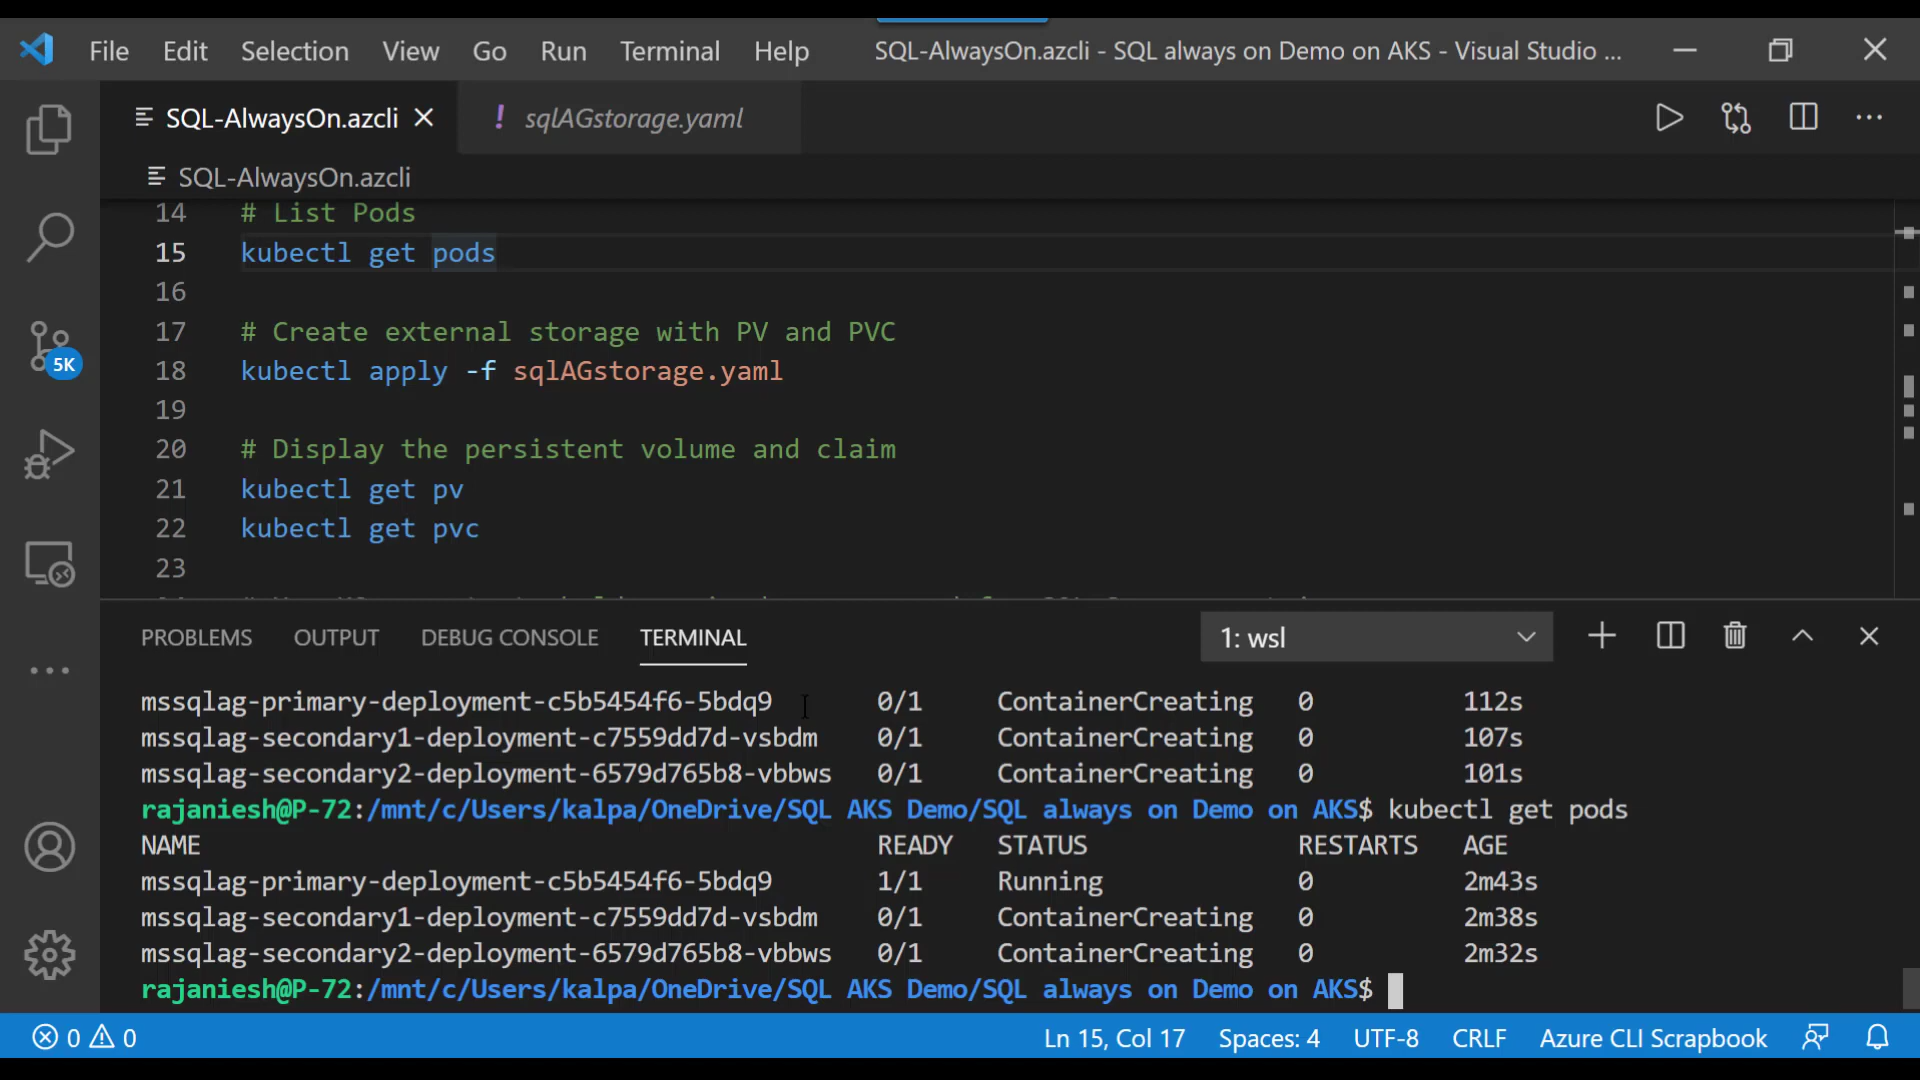 File Edit Selection View Go Run Terminal Help SQL-AlwaysOn.azcli - SQL always on Demo on AKS - Visual Studio ...
SQL-AlwaysOn.azcli ! sqlAGstorage.yaml
SQL-AlwaysOn.azcli
14 # List Pods
15 kubectl get pods
16
17 # Create external storage with PV and PVC
18 kubectl apply -f sqlAGstorage.yaml
19
20 # Display the persistent volume and claim
21 kubectl get pv
22 kubectl get pvc
23
5K
PROBLEMS OUTPUT DEBUG CONSOLE TERMINAL 1: wsl
mssqlag-primary-deployment-c5b5454f6-5bdq9 0/1 ContainerCreating 0 112s
mssqlag-secondary1-deployment-c7559dd7d-vsbdm 0/1 ContainerCreating 0 107s
mssqlag-secondary2-deployment-6579d765b8-vbbws 0/1 ContainerCreating 0 101s
rajaniesh@P-72:/mnt/c/Users/kalpa/OneDrive/SQL AKS Demo/SQL always on Demo on AKS$ kubectl get pods
NAME READY STATUS RESTARTS AGE
mssqlag-primary-deployment-c5b5454f6-5bdq9 1/1 Running 0 2m43s
mssqlag-secondary1-deployment-c7559dd7d-vsbdm 0/1 ContainerCreating 0 2m38s
mssqlag-secondary2-deployment-6579d765b8-vbbws 0/1 ContainerCreating 0 2m32s
rajaniesh@P-72:/mnt/c/Users/kalpa/OneDrive/SQL AKS Demo/SQL always on Demo on AKS$
0 0 Ln 15, Col 17 Spaces: 4 UTF-8 CRLF Azure CLI Scrapbook